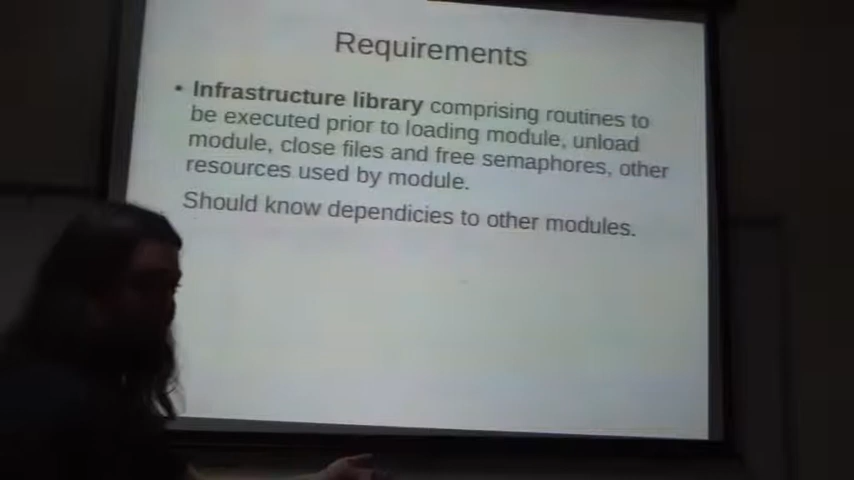 Requirements
• Infrastructure library comprising routines to
be executed prior to loading module, unload
module, close files and free semaphores, other
resources used by module.
Should know dependicies to other modules.